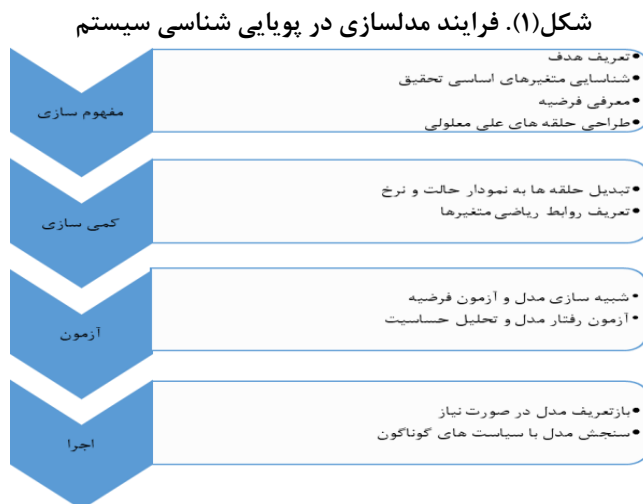 شکل(۱). فرایند مدلسازی در پویایی شناسی سیستم
مفهوم سازی
•تعریف هدف
•شناسایی متغیرهای اساسی تحقیق
•معرفی فرضیه
•طراحی حلقه های علی معلولی
کمی سازی
•تبدیل حلقه ها به نمودار حالت و نرخ
•تعریف روابط ریاضی متغیرها
آزمون
•شبیه سازی مدل و آزمون فرضیه
•آزمون رفتار مدل و تحلیل حساسیت
اجرا
•بازتعریف مدل در صورت نیاز
•سنجش مدل با سیاست های گوناگون